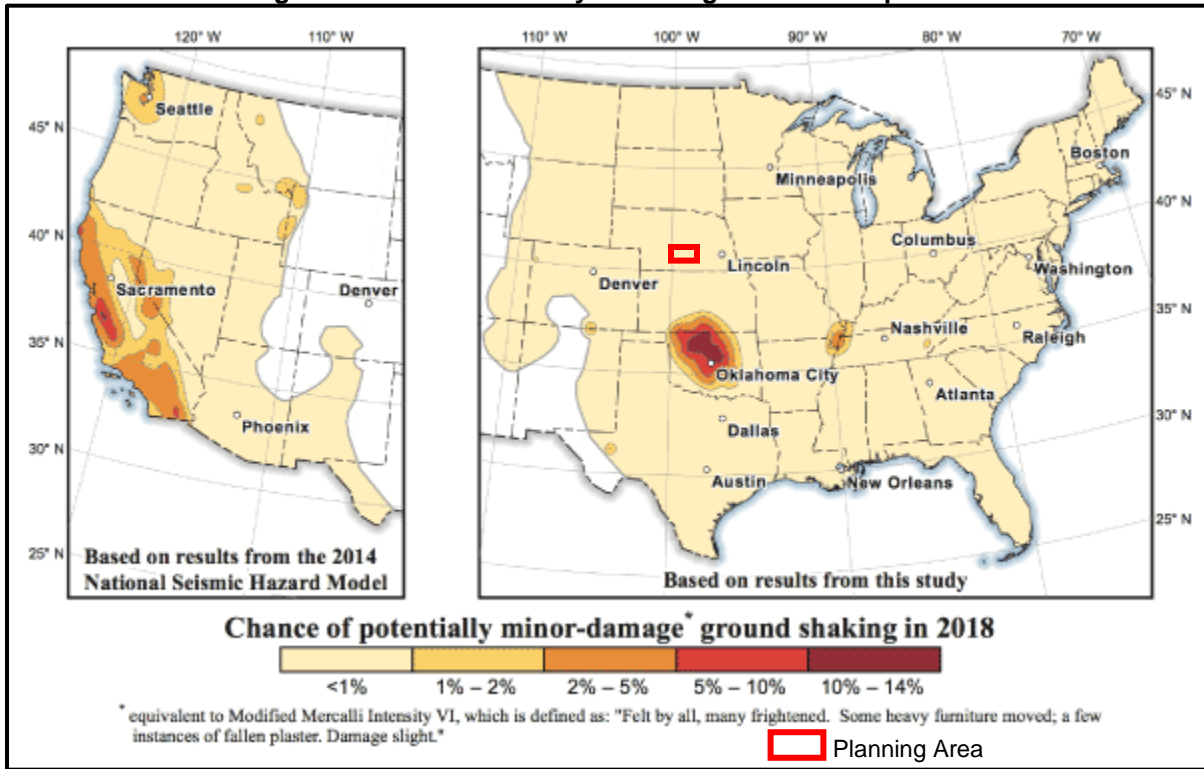 120° W 110° W
110° W 100° W 90° W 80° W 70° W
45° N
40° N
35° N
30° N
25° N
Seattle
Sacramento
Denver
Phoenix
Based on results from the 2014
National Seismic Hazard Model
45° N
40° N
35° N
30° N
25° N
Boston
Minneapolis
Columbus
Lincoln
Washington
Denver
Nashville
Raleigh
Oklahoma City
Atlanta
Dallas
Austin
New Orleans
Based on results from this study
Chance of potentially minor-damage* ground shaking in 2018
<1% 1% – 2% 2% – 5% 5% – 10% 10% – 14%
* equivalent to Modified Mercalli Intensity VI, which is defined as: "Felt by all, many frightened. Some heavy furniture moved; a few
instances of fallen plaster. Damage slight."
Planning Area